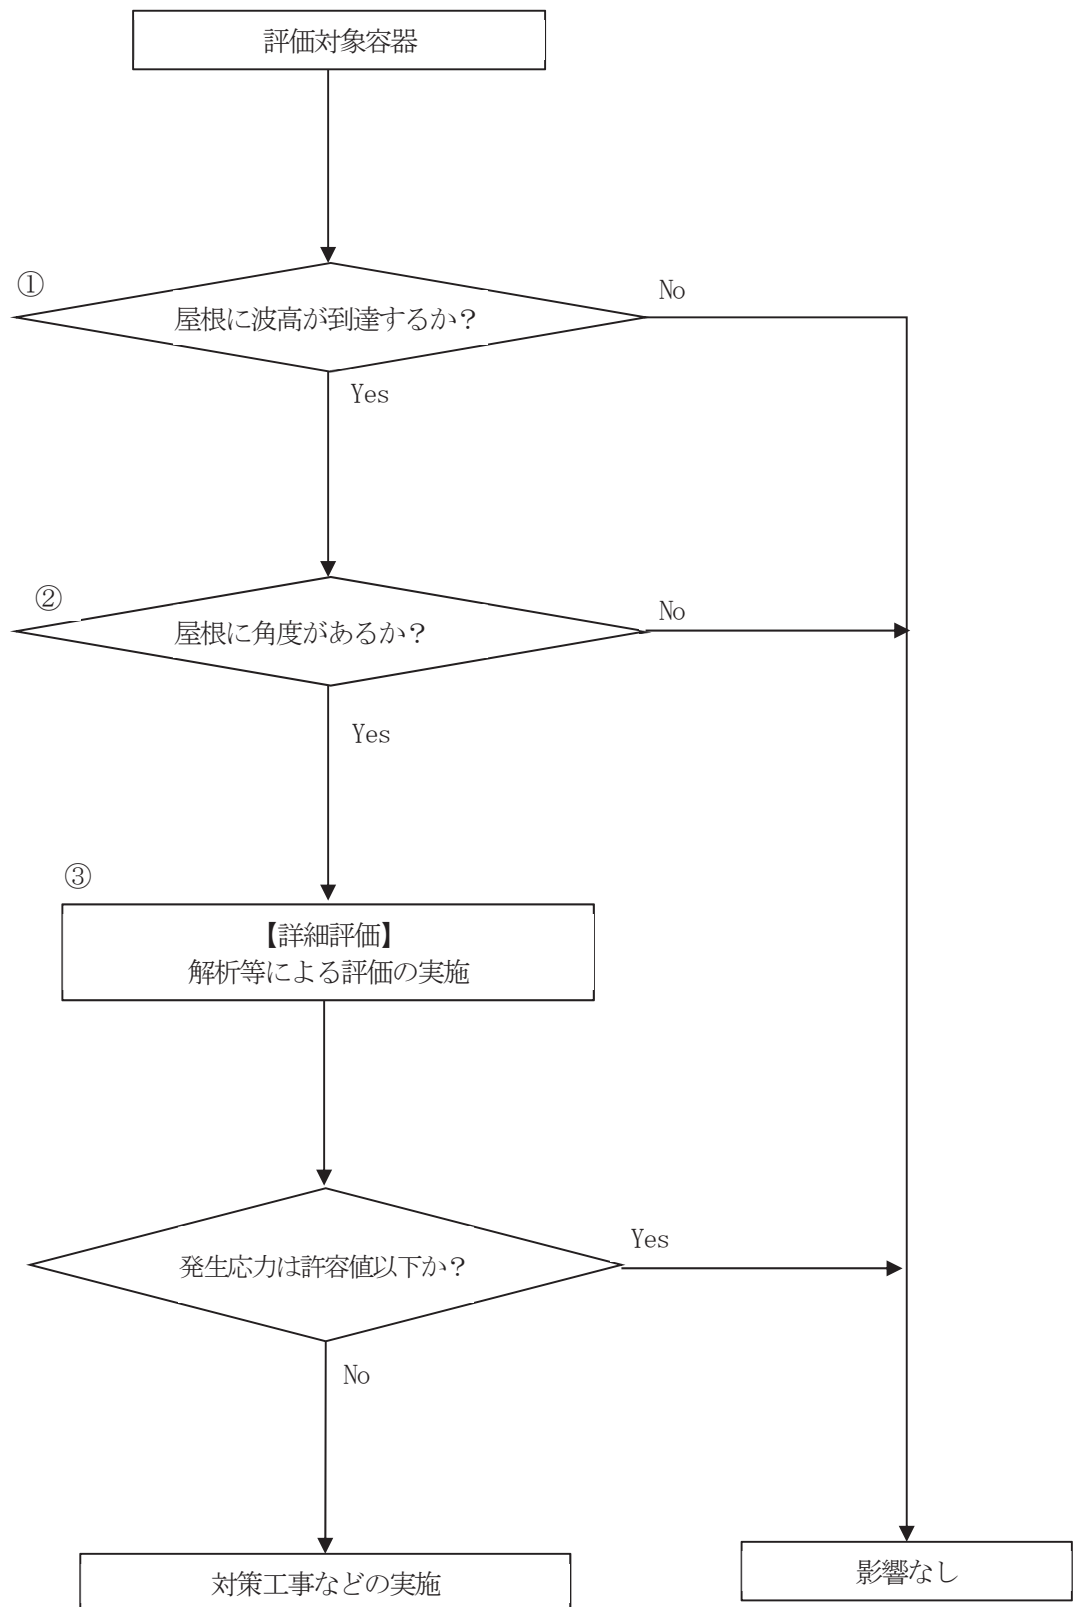 評価対象容器
①
屋根に波高が到達するか？
No
Yes
②
屋根に角度があるか？
No
Yes
③
【詳細評価】
解析等による評価の実施
発生応力は許容値以下か？
Yes
No
対策工事などの実施
影響なし